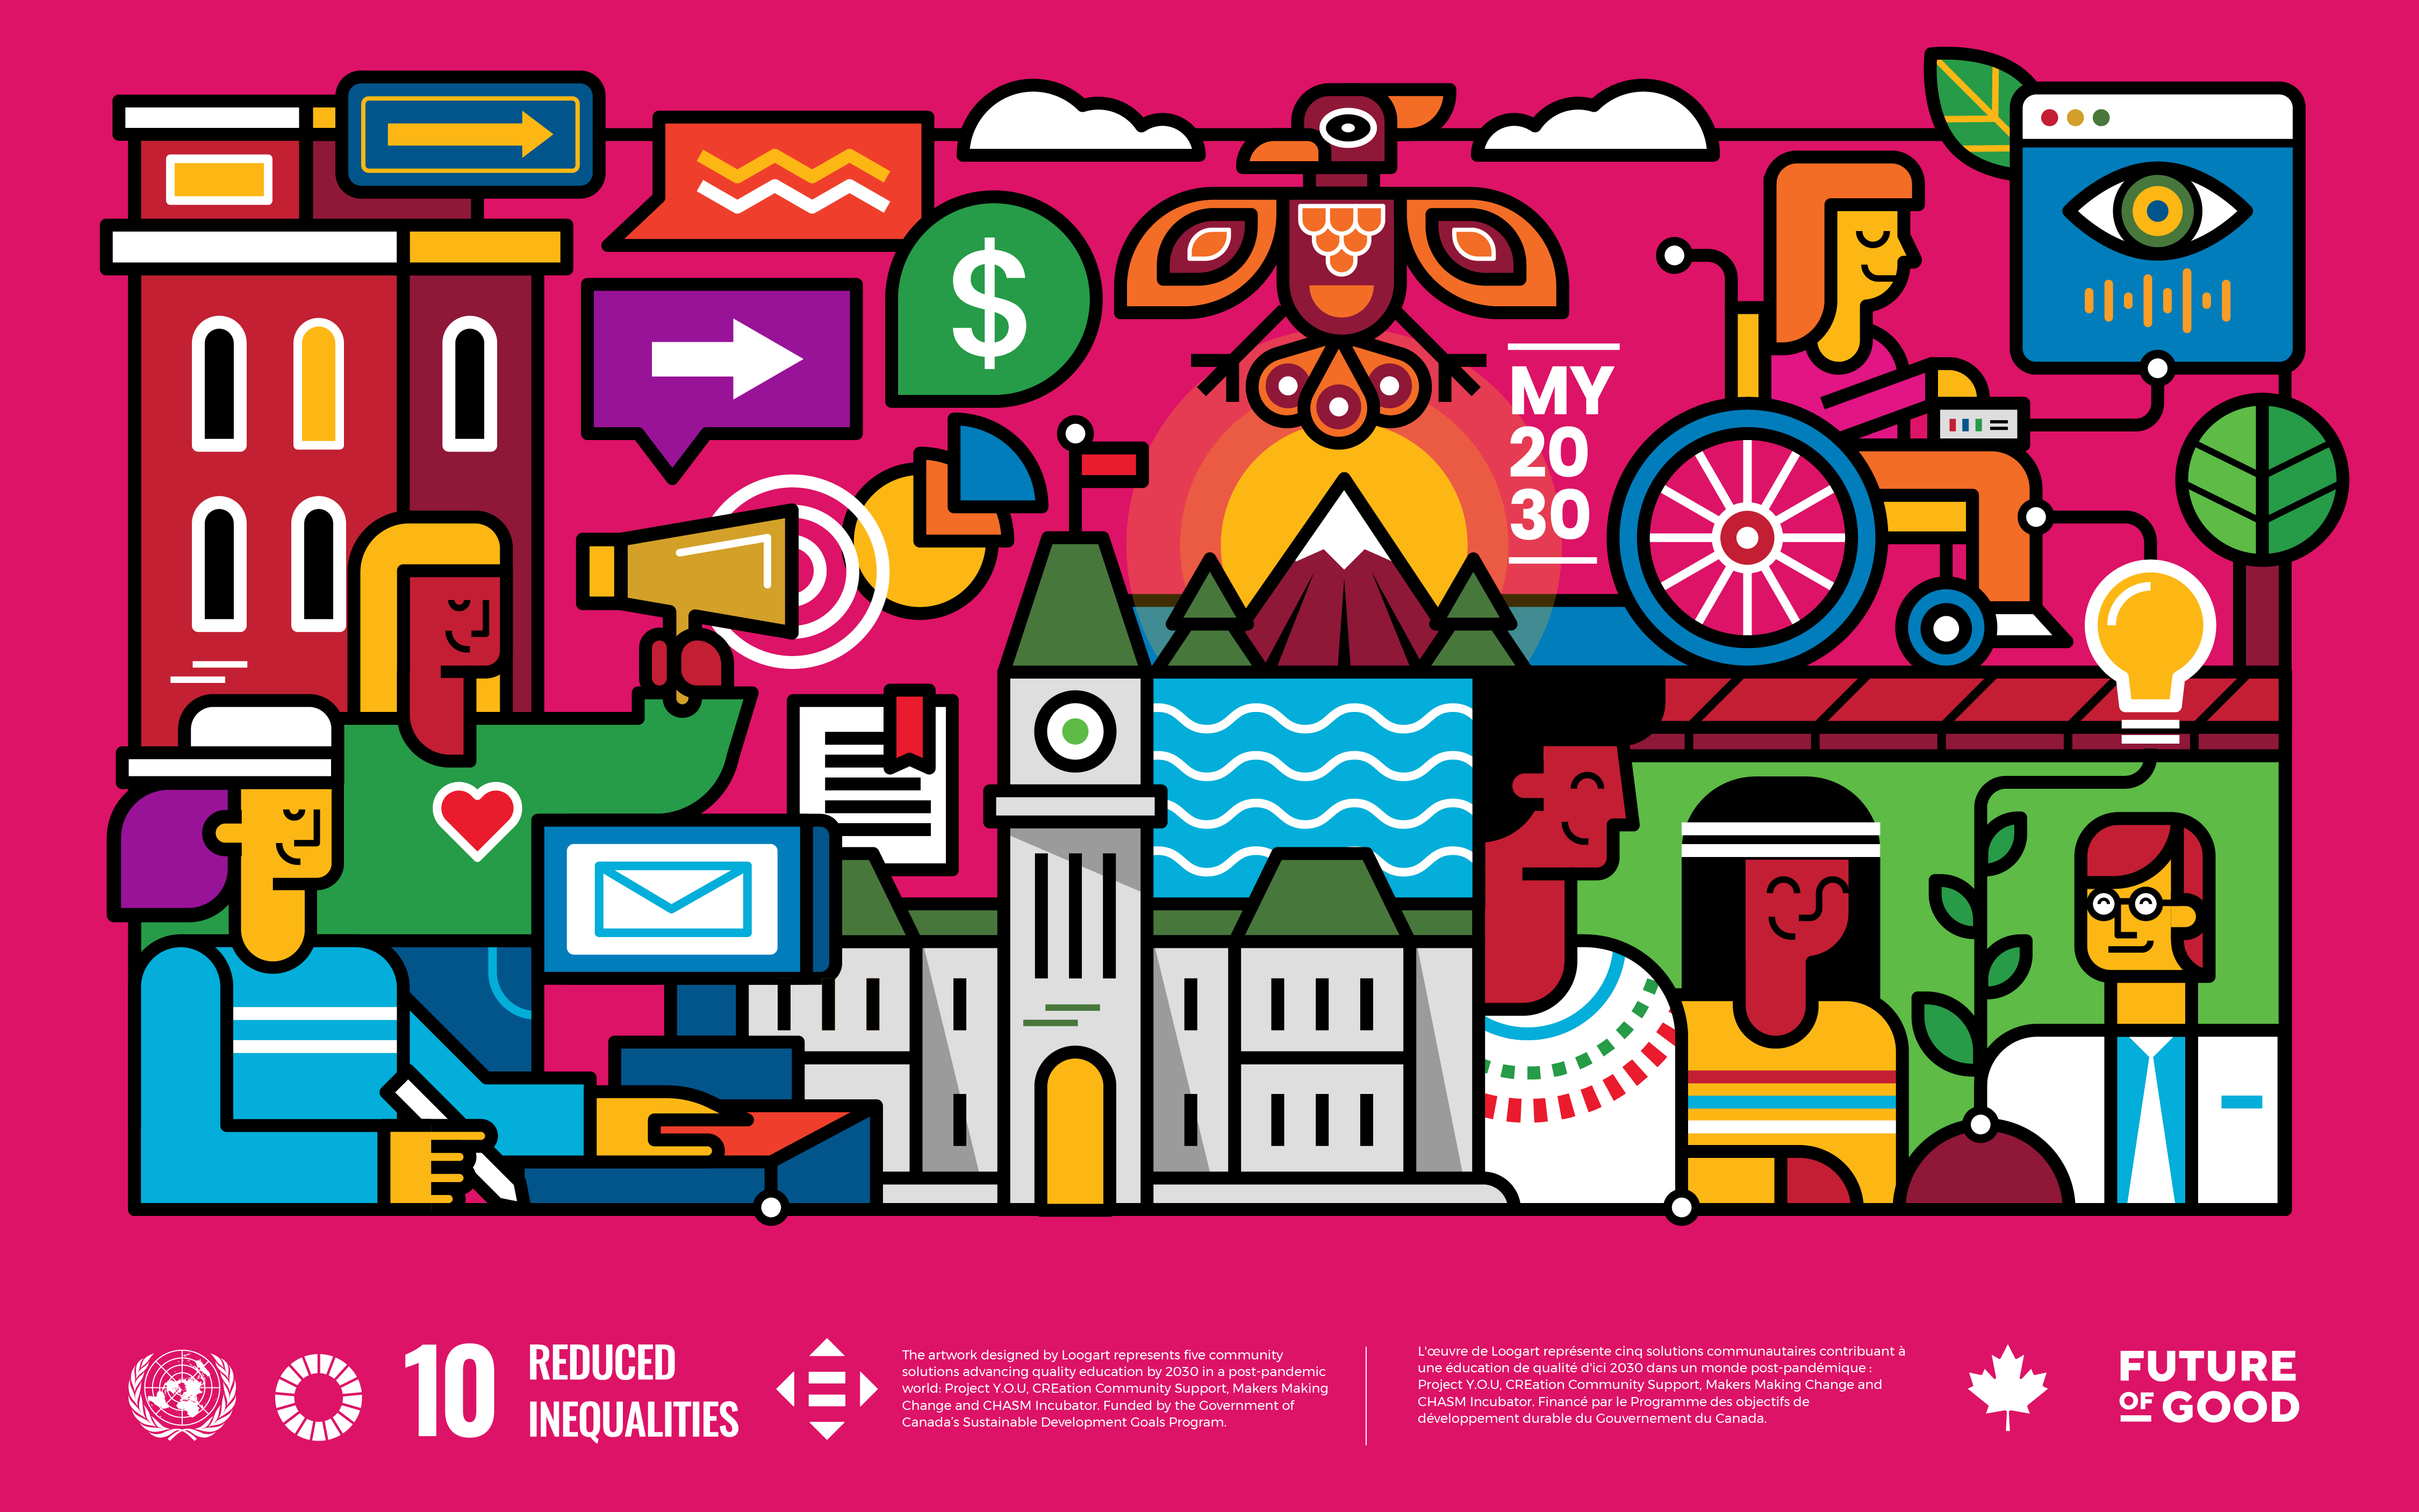 $
MY
20
30
10
REDUCED
INEQUALITIES
The artwork designed by Loogart represents five community
solutions advancing quality education by 2030 in a post-pandemic
world: Project Y.O.U, CREation Community Support, Makers Making
Change and CHASM Incubator. Funded by the Government of
Canada's Sustainable Development Goals Program.
L'œuvre de Loogart représente cinq solutions communautaires contribuant à
une éducation de qualité d'ici 2030 dans un monde post-pandémique :
Project Y.O.U, CREation Community Support, Makers Making Change and
CHASM Incubator. Financé par le Programme des objectifs de
développement durable du Gouvernement du Canada.
FUTURE
OF GOOD